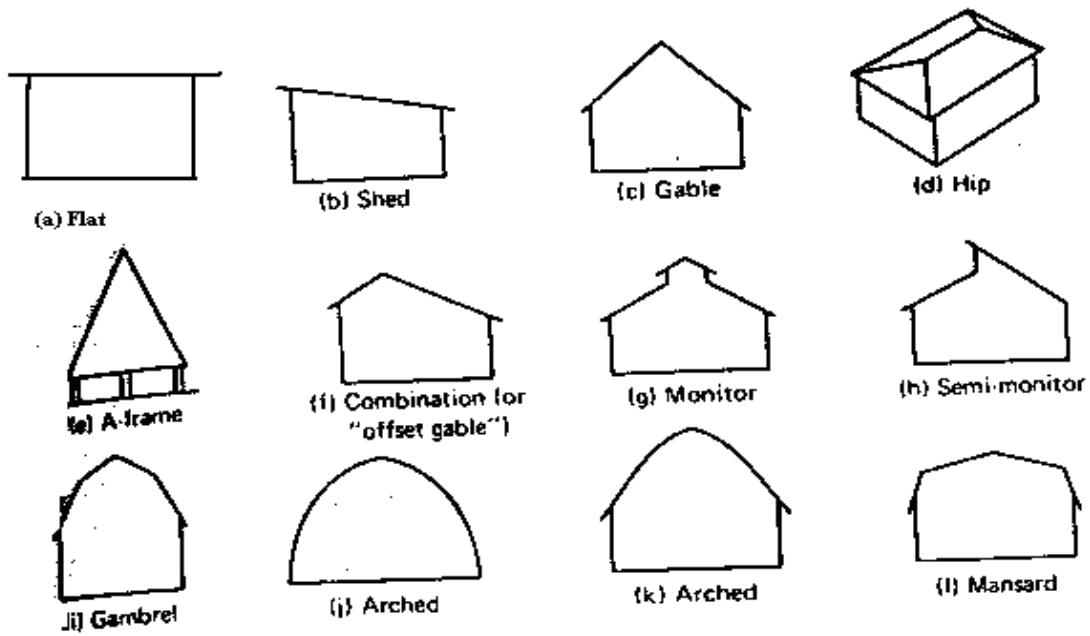 (a) Flat
(b) Shed
(c) Gable
(d) Hip
(e) A-frame
(f) Combination (or
"offset gable")
(g) Monitor
(h) Semi-monitor
(i) Gambrel
(j) Arched
(k) Arched
(l) Mansard